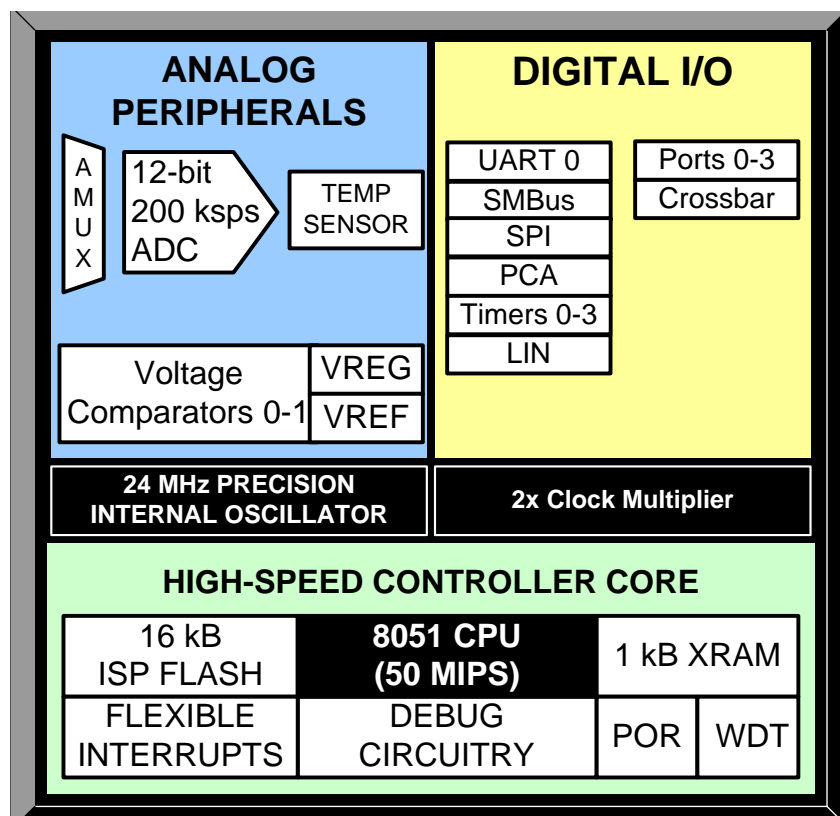 ANALOG
PERIPHERALS
A
M
U
X
12-bit
200 ksps
ADC
TEMP
SENSOR
Voltage
Comparators 0-1
VREG
VREF
DIGITAL I/O
UART 0
SMBus
SPI
PCA
Timers 0-3
LIN
Ports 0-3
Crossbar
24 MHz PRECISION
INTERNAL OSCILLATOR
2x Clock Multiplier
HIGH-SPEED CONTROLLER CORE
16 kB
ISP FLASH
8051 CPU
(50 MIPS)
1 kB XRAM
FLEXIBLE
INTERRUPTS
DEBUG
CIRCUITRY
POR
WDT